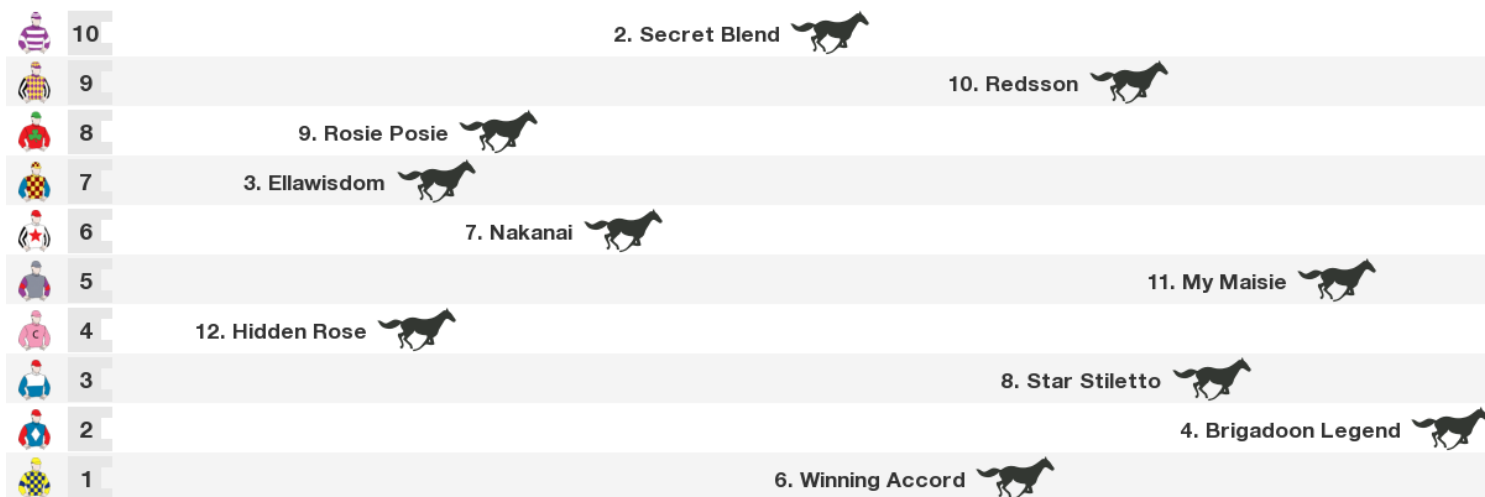 10 2. Secret Blend
9 10. Redsson
8 9. Rosie Posie
7 3. Ellawisdom
6 7. Nakanai
5 11. My Maisie
4 12. Hidden Rose
C
3 8. Star Stiletto
2 4. Brigadoon Legend
1 6. Winning Accord